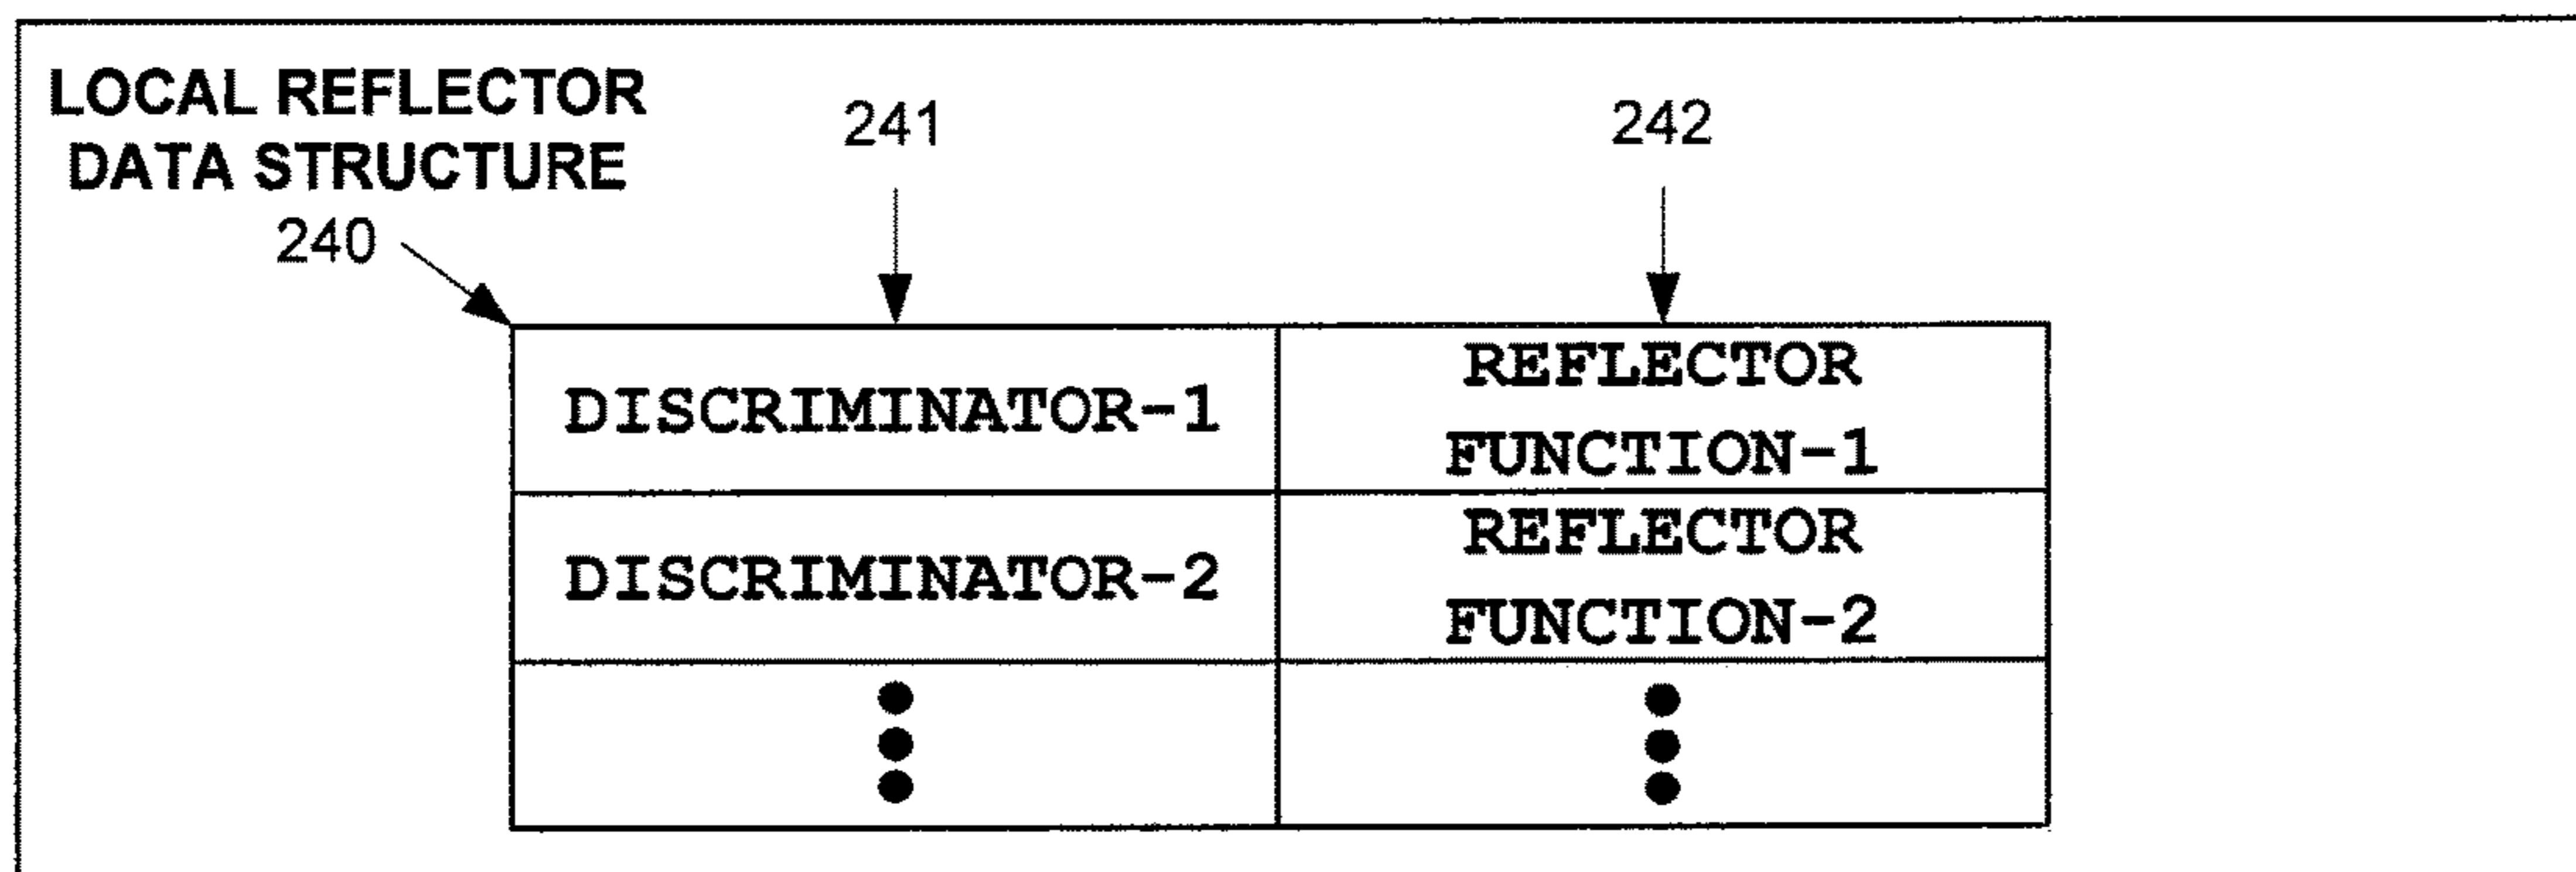 LOCAL REFLECTOR
DATA STRUCTURE
240
241
242
DISCRIMINATOR-1
REFLECTOR
FUNCTION-1
DISCRIMINATOR-2
REFLECTOR
FUNCTION-2